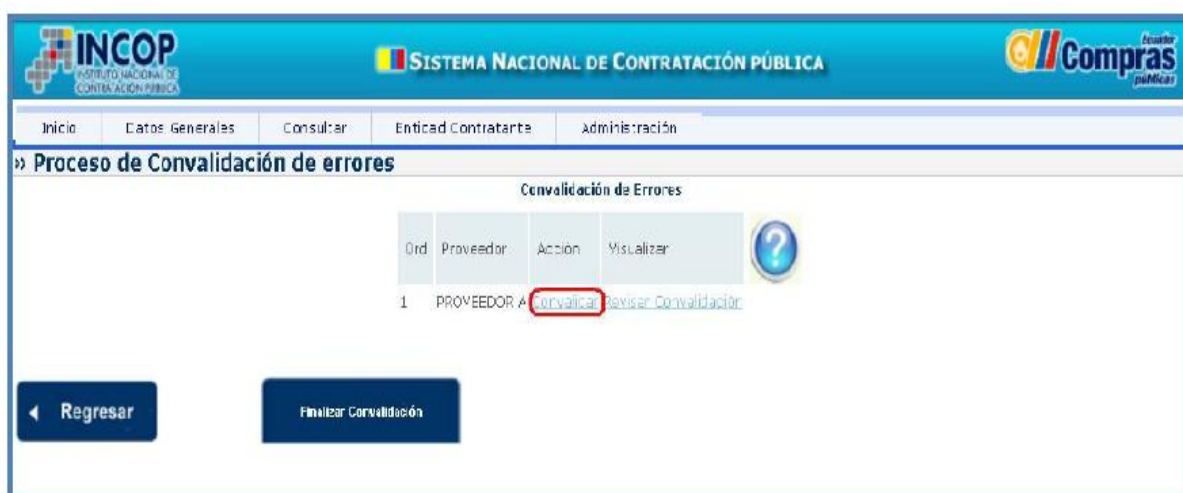 INCOP
INSTITUTO NACIONAL DE
CONTRATACIÓN PÚBLICA
SISTEMA NACIONAL DE CONTRATACIÓN PÚBLICA
Ecuador
Compras
públicas
Inicio Datos Generales Consultar Entidad Contratante Administración
» Proceso de Convalidación de errores
Convalidación de Errores
Ord Proveedor Acción Visualizar
?
1 PROVEEDOR A Convalidar Revisar Convalidación
Regresar
Finalizar Convalidación